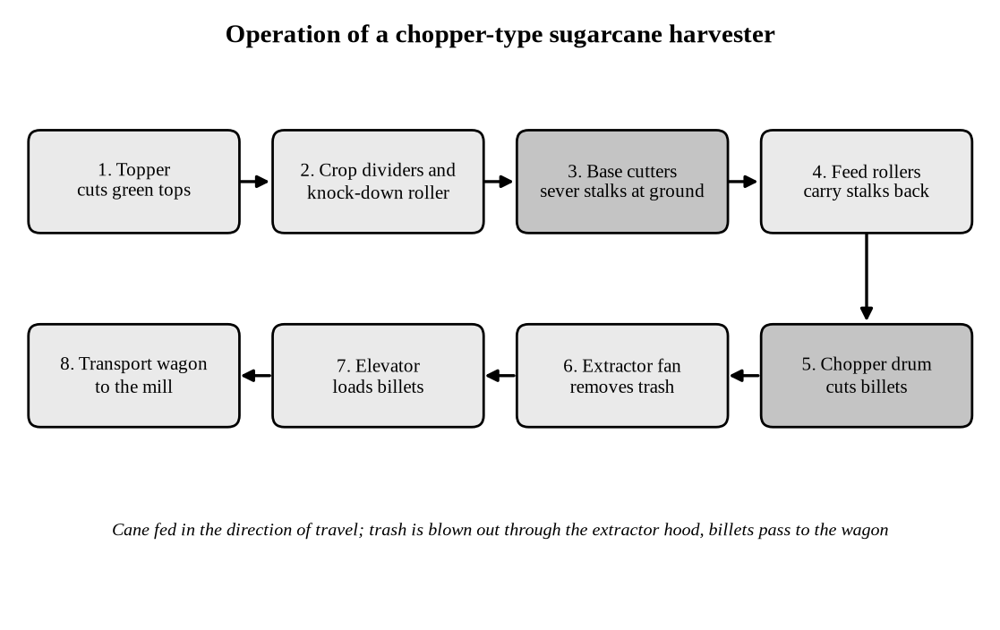 Operation of a chopper-type sugarcane harvester
1. Topper
cuts green tops
2. Crop dividers and
knock-down roller
3. Base cutters
sever stalks at ground
4. Feed rollers
carry stalks back
5. Chopper drum
cuts billets
6. Extractor fan
removes trash
7. Elevator
loads billets
8. Transport wagon
to the mill
Cane fed in the direction of travel; trash is blown out through the extractor hood, billets pass to the wagon